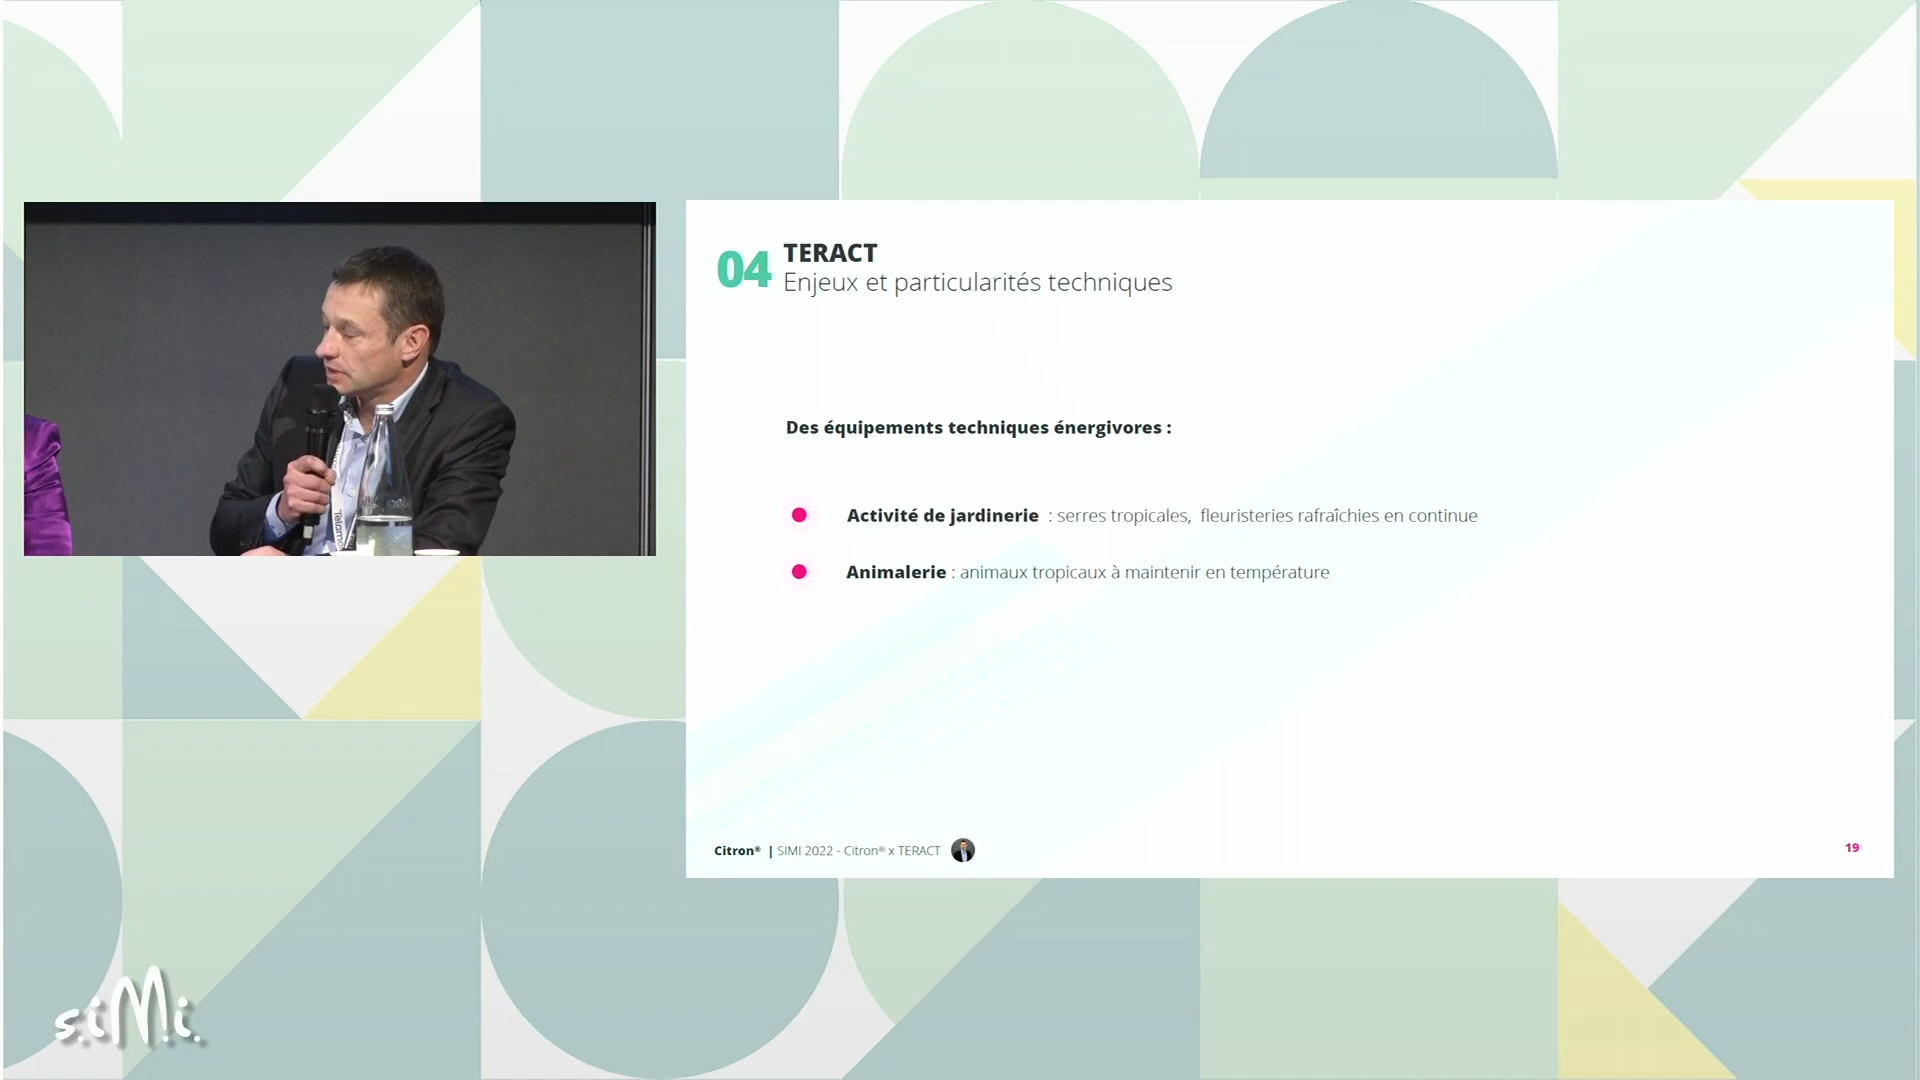 04
TERACT
Enjeux et particularités techniques
Des équipements techniques énergivores :
Activité de jardinerie : serres tropicales, fleuristeries rafraîchies en continue
Animalerie : animaux tropicaux à maintenir en température
Citron® | SIMI 2022 - Citron® x TERACT
19
s.iMi.